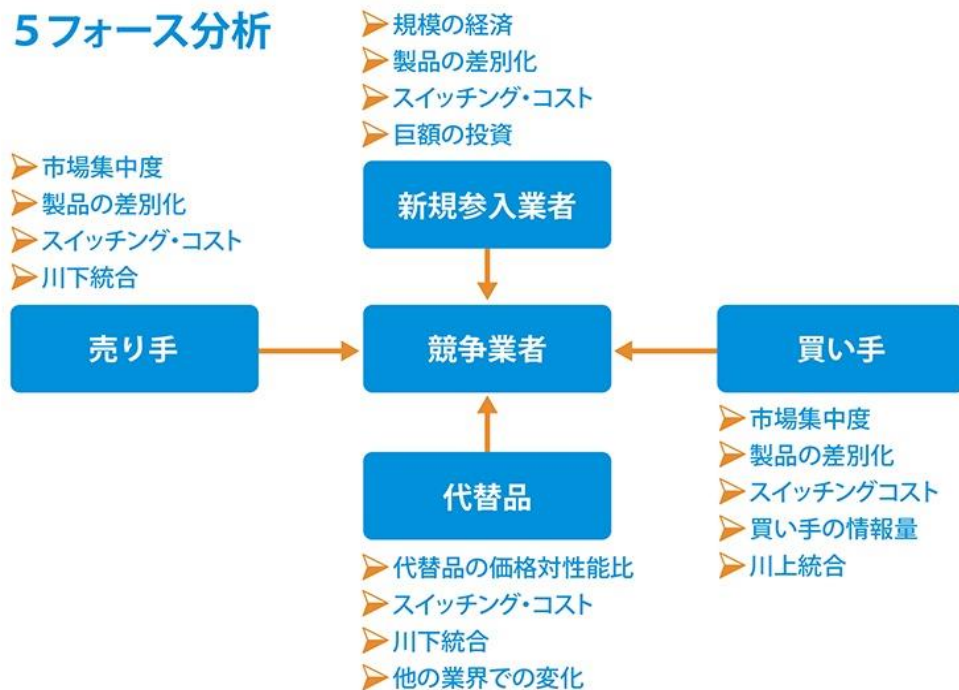 5フォース分析
規模の経済
製品の差別化
スイッチング・コスト
巨額の投資
新規参入業者
市場集中度
製品の差別化
スイッチング・コスト
川下統合
売り手
競争業者
買い手
市場集中度
製品の差別化
スイッチングコスト
買い手の情報量
川上統合
代替品
代替品の価格対性能比
スイッチング・コスト
川下統合
他の業界での変化